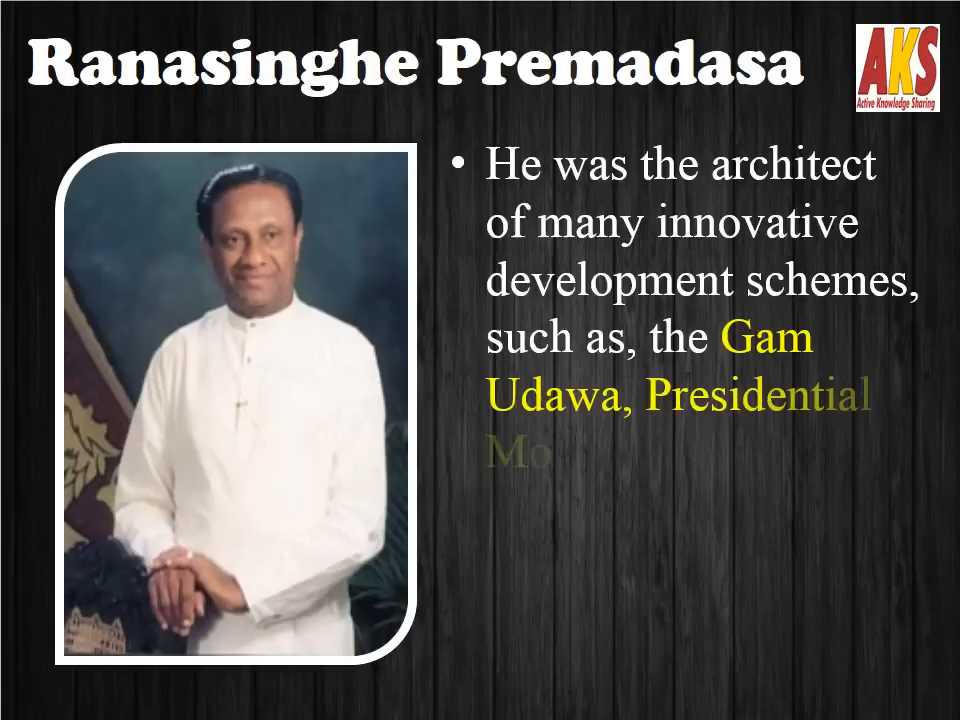 Ranasinghe Premadasa
AKS
Active Knowledge Sharing
• He was the architect
of many innovative
development schemes,
such as, the Gam
Udawa, Presidential
Mo